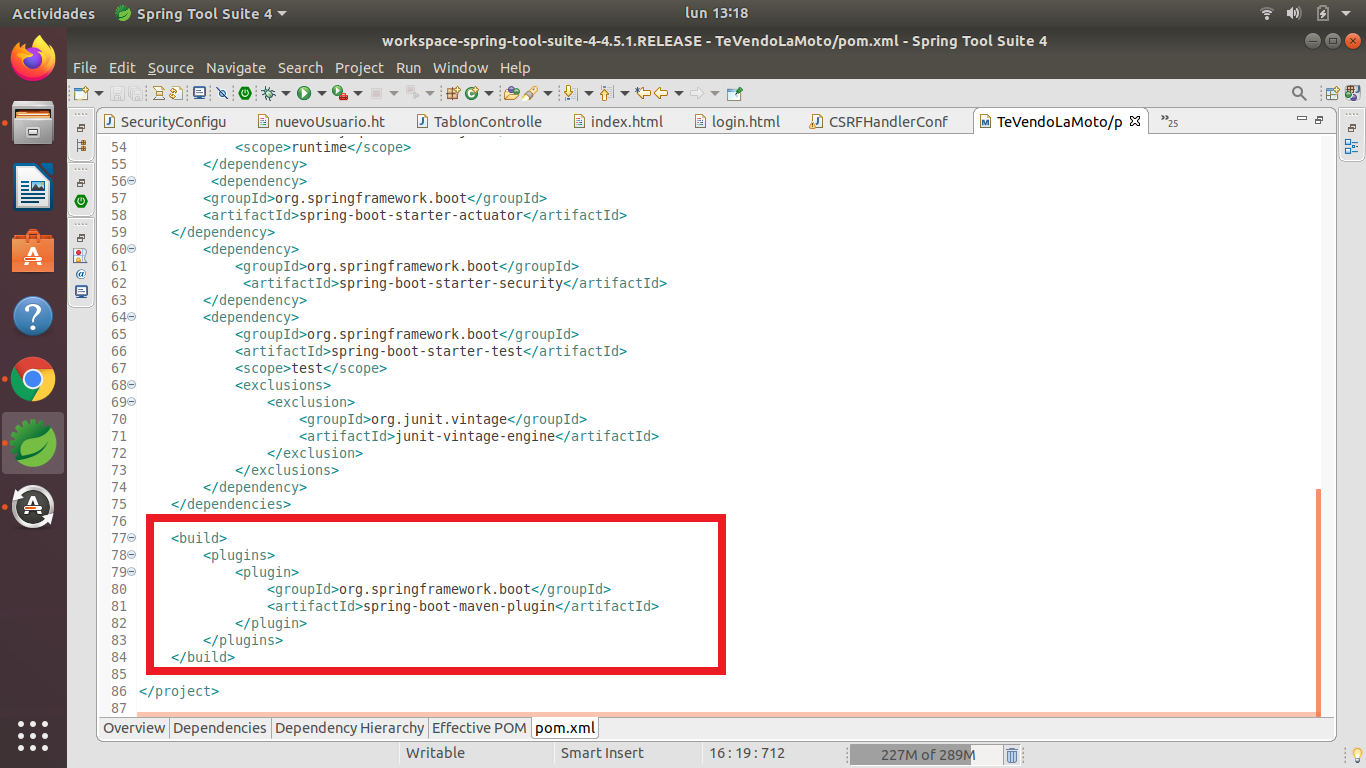 Actividades Spring Tool Suite 4 lun 13:18
workspace-spring-tool-suite-4-4.5.1.RELEASE - TeVendoLaMoto/pom.xml - Spring Tool Suite 4
File Edit Source Navigate Search Project Run Window Help
SecurityConfigu nuevoUsuario.ht TablonControlle index.html login.html CSRFHandlerConf TeVendoLaMoto/p »25
54 <scope>runtime</scope>
55 </dependency>
56 <dependency>
57 <groupId>org.springframework.boot</groupId>
58 <artifactId>spring-boot-starter-actuator</artifactId>
59 </dependency>
60 <dependency>
61 <groupId>org.springframework.boot</groupId>
62 <artifactId>spring-boot-starter-security</artifactId>
63 </dependency>
64 <dependency>
65 <groupId>org.springframework.boot</groupId>
66 <artifactId>spring-boot-starter-test</artifactId>
67 <scope>test</scope>
68 <exclusions>
69 <exclusion>
70 <groupId>org.junit.vintage</groupId>
71 <artifactId>junit-vintage-engine</artifactId>
72 </exclusion>
73 </exclusions>
74 </dependency>
75 </dependencies>
76
77 <build>
78 <plugins>
79 <plugin>
80 <groupId>org.springframework.boot</groupId>
81 <artifactId>spring-boot-maven-plugin</artifactId>
82 </plugin>
83 </plugins>
84 </build>
85
86 </project>
87
Overview Dependencies Dependency Hierarchy Effective POM pom.xml
Writable Smart Insert 16 : 19 : 712 227M of 289M